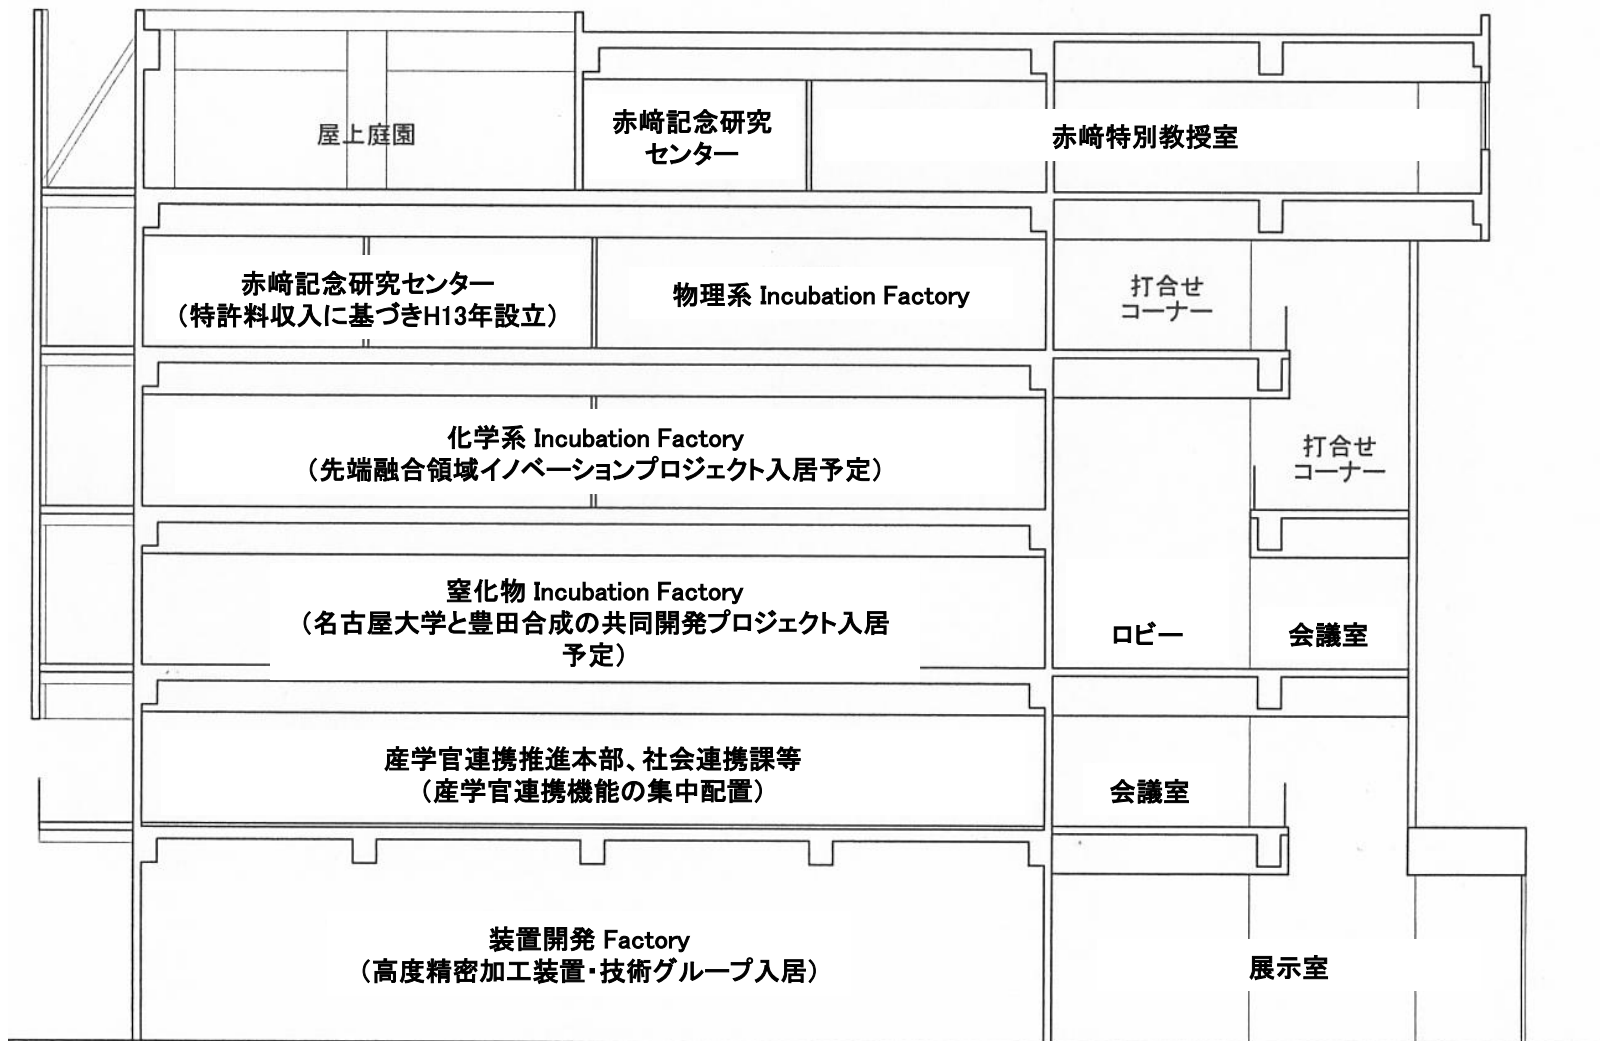 屋上庭園
赤﨑記念研究
センター
赤﨑特別教授室
赤﨑記念研究センター
（特許料収入に基づきH13年設立）
物理系 Incubation Factory
打合せ
コーナー
化学系 Incubation Factory
（先端融合領域イノベーションプロジェクト入居予定）
打合せ
コーナー
窒化物 Incubation Factory
（名古屋大学と豊田合成の共同開発プロジェクト入居
予定）
ロビー
会議室
産学官連携推進本部、社会連携課等
（産学官連携機能の集中配置）
会議室
装置開発 Factory
（高度精密加工装置・技術グループ入居）
展示室